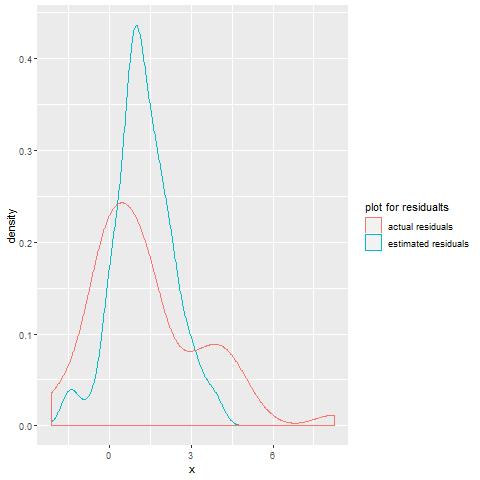 0.4
0.3
0.2
0.1
0.0
density
0
3
6
x
plot for residualts
actual residuals
estimated residuals